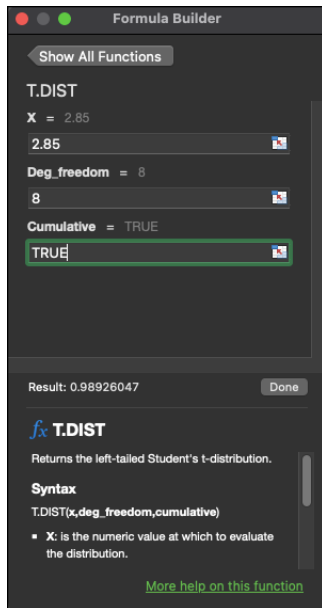 Formula Builder
Show All Functions
T.DIST
X = 2.85
2.85
Deg_freedom = 8
8
Cumulative = TRUE
TRUE
Result: 0.98926047
Done
fx T.DIST
Returns the left-tailed Student's t-distribution.
Syntax
T.DIST(x,deg_freedom,cumulative)
▪ X: is the numeric value at which to evaluate
the distribution.
More help on this function